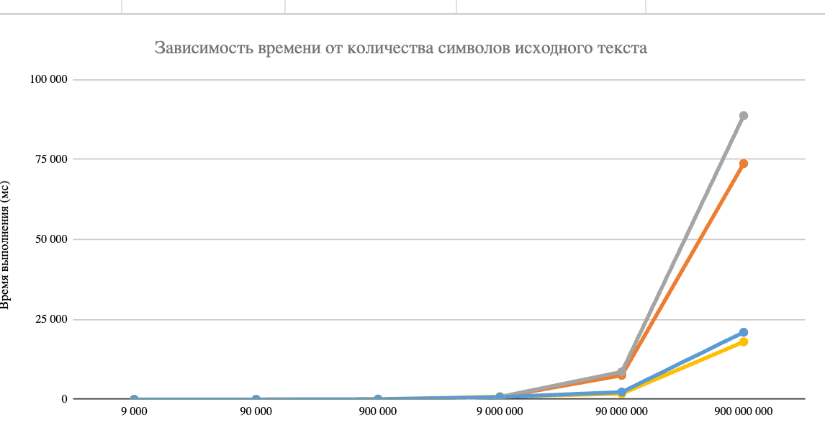 Зависимость времени от количества символов исходного текста
100 000
75 000
50 000
25 000
0
Время выполнения (мс)
9 000
90 000
900 000
9 000 000
90 000 000
900 000 000